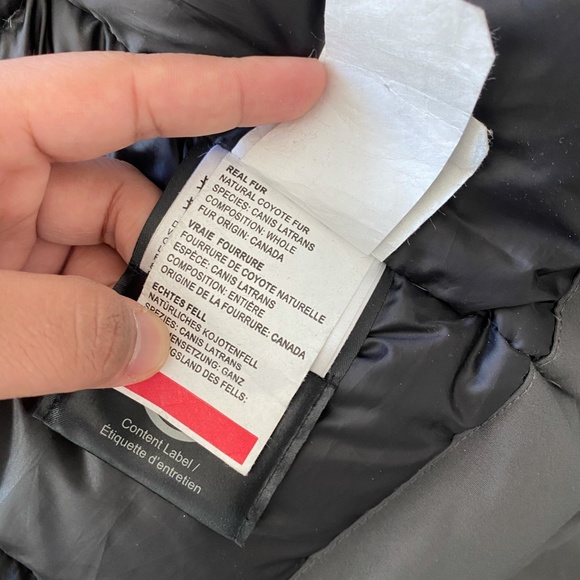 REAL FUR
NATURAL COYOTE FUR
SPECIES: CANIS LATRANS
COMPOSITION: WHOLE
FUR ORIGIN: CANADA
VRAIE FOURRURE
FOURRURE DE COYOTE NATURELLE
ESPÈCE: CANIS LATRANS
COMPOSITION: ENTIÈRE
ORIGINE DE LA FOURRURE: CANADA
ECHTES FELL
NATÜRLICHES KOJOTENFELL
SPEZIES: CANIS LATRANS
MENSETZUNG: GANZ
NGSLAND DES FELLS:
Content Label /
Étiquette d'entretien